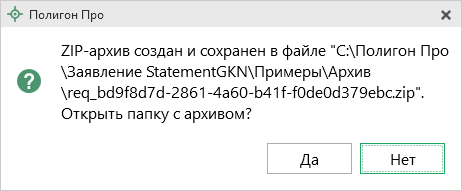 Полигон Про
ZIP-архив создан и сохранен в файле "C:\Полигон Про
\Заявление StatementGKN\Примеры\Архив
\req_bd9f8d7d-2861-4a60-b41f-f0de0d379ebc.zip".
Открыть папку с архивом?
Да
Нет